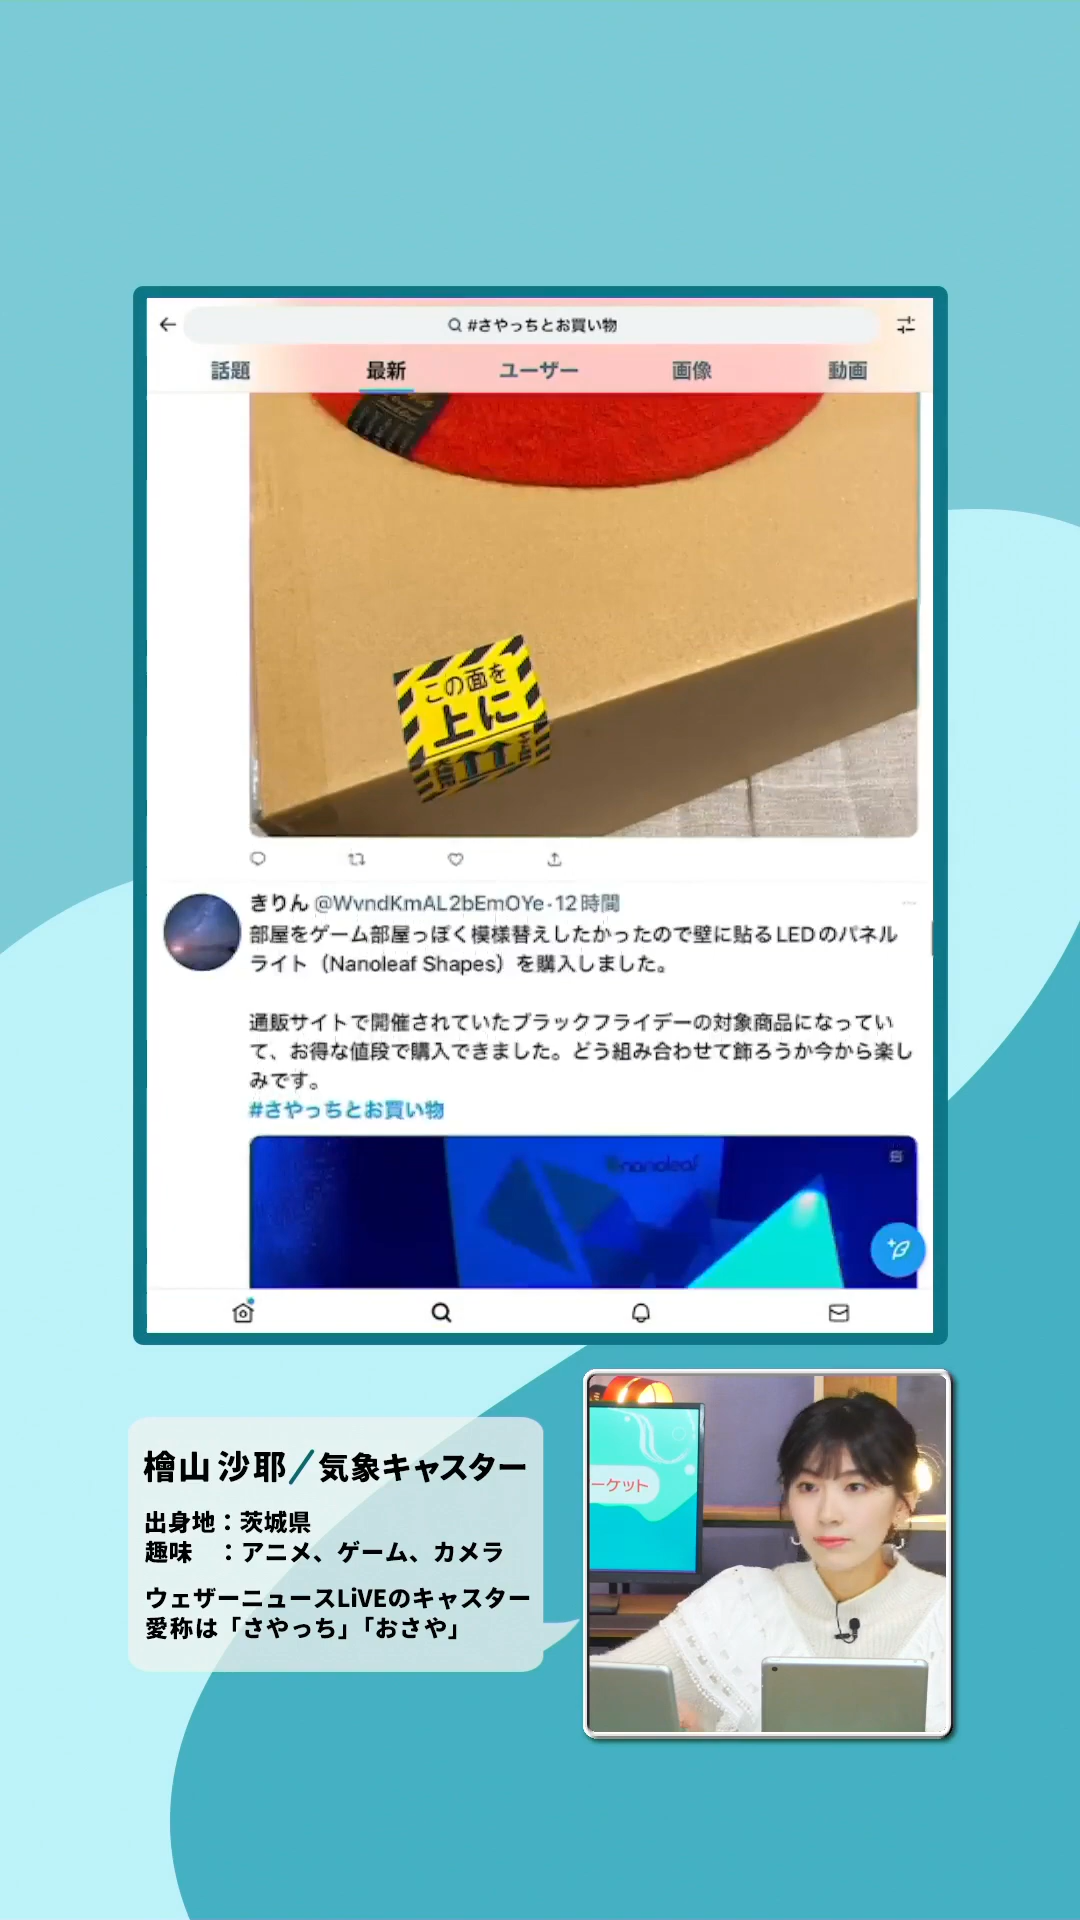 #さやっちとお買い物
話題 最新 ユーザー 画像 動画
この面を
上に
きりん @WvndKmAL2bEmOYe·12時間
部屋をゲーム部屋っぽく模様替えしたかったので壁に貼るLEDのパネル
ライト（Nanoleaf Shapes）を購入しました。
通販サイトで開催されていたブラックフライデーの対象商品になってい
て、お得な値段で購入できました。どう組み合わせて飾ろうか今から楽し
みです。
#さやっちとお買い物
nanoleaf
檜山 沙耶/気象キャスター
出身地：茨城県
趣味　：アニメ、ゲーム、カメラ
ウェザーニュースLiVEのキャスター
愛称は「さやっち」「おさや」
ーケット